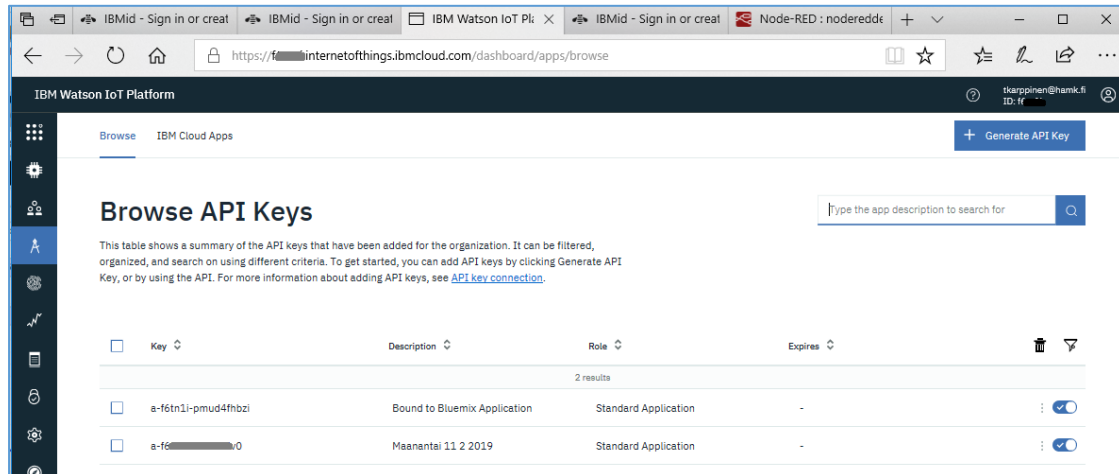 IBMid - Sign in or creat
IBMid - Sign in or creat
IBM Watson IoT Pla
IBMid - Sign in or creat
Node-RED : noderedde
https://f internetofthings.ibmcloud.com/dashboard/apps/browse
IBM Watson IoT Platform
tkarppinen@hamk.fi
ID: f
Browse IBM Cloud Apps
+ Generate API Key
Browse API Keys
Type the app description to search for
This table shows a summary of the API keys that have been added for the organization. It can be filtered,
organized, and search on using different criteria. To get started, you can add API keys by clicking Generate API
Key, or by using the API. For more information about adding API keys, see API key connection.
Key Description Role Expires
2 results
a-f6tn1i-pmud4fhbzi Bound to Bluemix Application Standard Application -
a-f6 v0 Maanantai 11 2 2019 Standard Application -